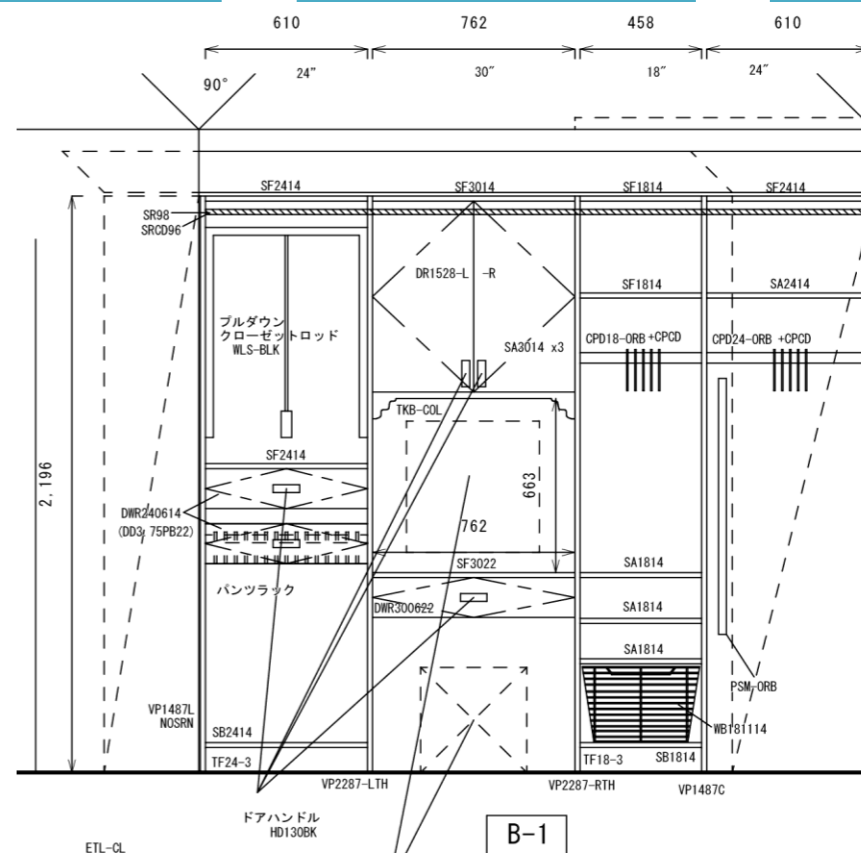 610 762 458 610
24" 30" 18" 24"
90°
SF2414 SF3014 SF1814 SF2414
SR98
SRCD96
DR1528-L -R
SF1814 SA2414
プルダウン
クローゼットロッド
WLS-BLK
SA3014 x3
CPD18-ORB +CPCD CPD24-ORB +CPCD
TKB-COL
SF2414
663
2,196
DWR240614
(DD3.75PB22)
762
SF3022 SA1814
パンツラック
DWR300622
SA1814
SA1814
PSM-ORB
VP1487L
NOSRN
WB181114
SB2414
TF24-3 TF18-3 SB1814
VP2287-LTH VP2287-RTH VP1487C
ドアハンドル
HD130BK
B-1
ETL-CL